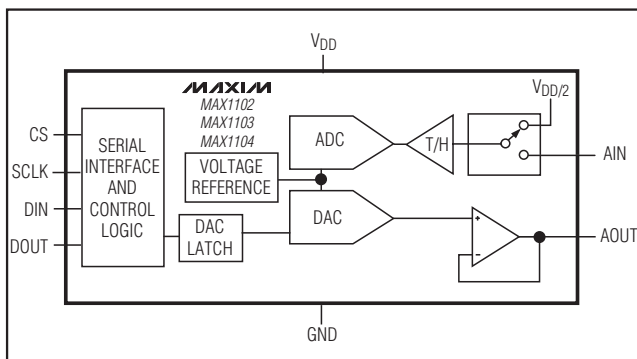 VDD
MAXIM
MAX1102
MAX1103
MAX1104
VDD/2
CS
SCLK
DIN
DOUT
SERIAL
INTERFACE
AND
CONTROL
LOGIC
VOLTAGE
REFERENCE
ADC
T/H
AIN
DAC
LATCH
DAC
+
-
AOUT
GND